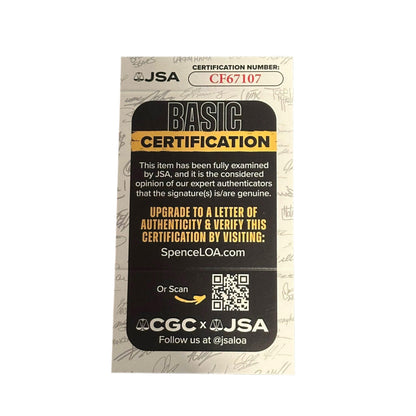 JSA
CERTIFICATION NUMBER:
CF67107
BASIC
CERTIFICATION
This item has been fully examined
by JSA, and it is the considered
opinion of our expert authenticators
that the signature(s) is/are genuine.
UPGRADE TO A LETTER OF
AUTHENTICITY & VERIFY THIS
CERTIFICATION BY VISITING:
SpenceLOA.com
Or Scan
CGC x JSA
Follow us at @jsaloa